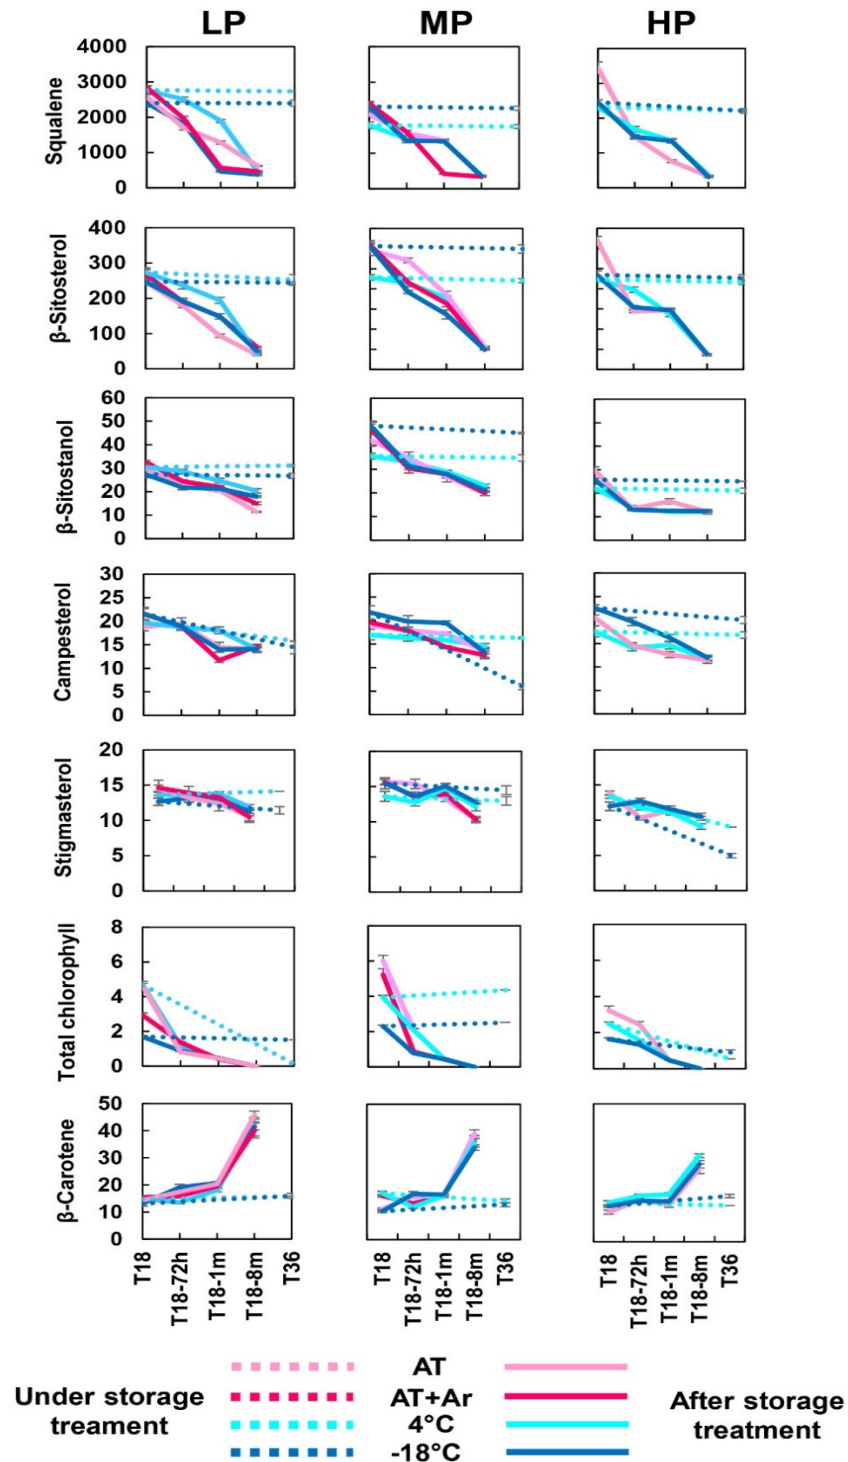 LP MP HP
Squalene
4000
3000
2000
1000
0
β-Sitosterol
400
300
200
100
0
β-Sitostanol
60
50
40
30
20
10
0
Campesterol
30
25
20
15
10
5
0
Stigmasterol
20
15
10
5
0
Total chlorophyll
8
6
4
2
0
β-Carotene
50
40
30
20
10
0
T18 T18-72h T18-1m T18-8m T36
T18 T18-72h T18-1m T18-8m T36
T18 T18-72h T18-1m T18-8m T36
Under storage
treament
AT
AT+Ar
4°C
-18°C
After storage
treatment